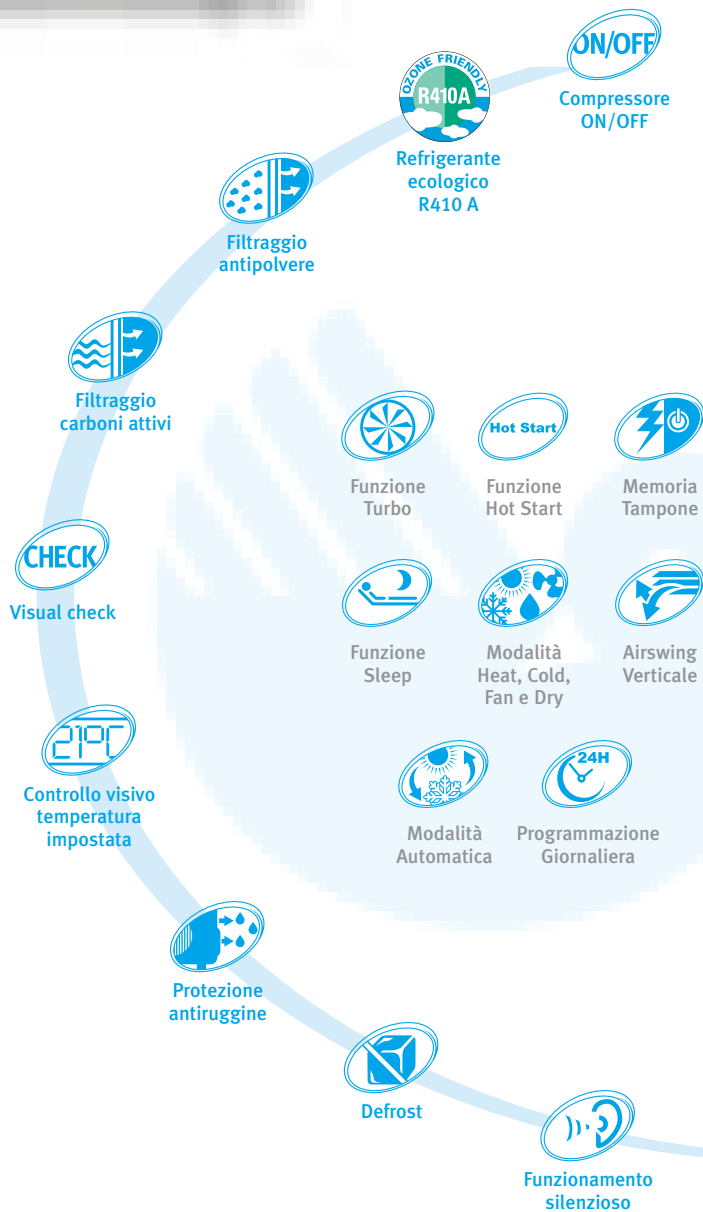 ON/OFF
Compressore
ON/OFF
OZONE FRIENDLY
R410A
Refrigerante
ecologico
R410 A
Filtraggio
antipolvere
Filtraggio
carboni attivi
CHECK
Visual check
21°C
Controllo visivo
temperatura
impostata
Protezione
antiruggine
Defrost
Funzionamento
silenzioso
Funzione
Turbo
Hot Start
Funzione
Hot Start
Memoria
Tampone
Funzione
Sleep
Modalità
Heat, Cold,
Fan e Dry
Airswing
Verticale
Modalità
Automatica
24H
Programmazione
Giornaliera